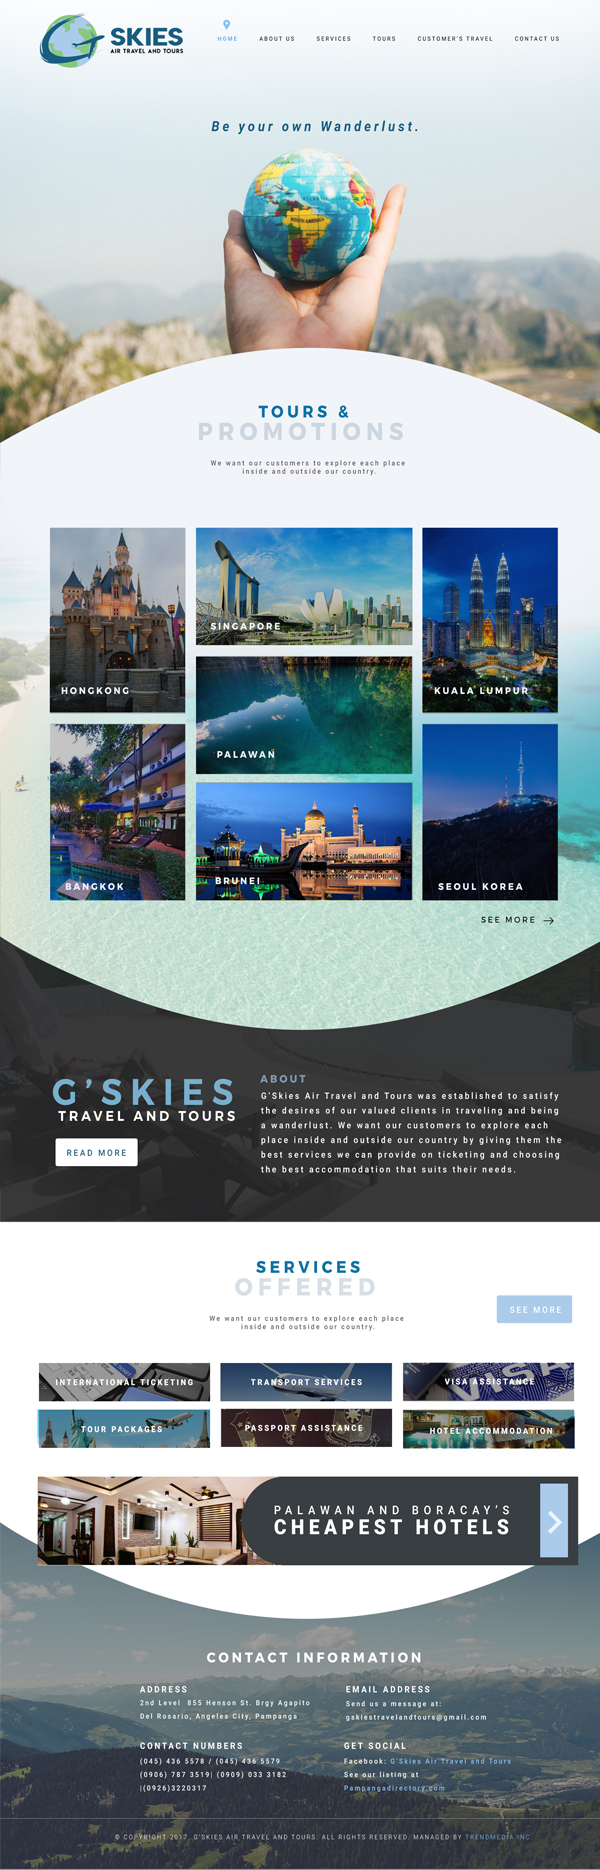 SKIES
AIR TRAVEL AND TOURS
HOME ABOUT US SERVICES TOURS CUSTOMER'S TRAVEL CONTACT US
Be your own Wanderlust.
SOUTH AMERICA
TOURS &
PROMOTIONS
We want our customers to explore each place
inside and outside our country.
HONGKONG
SINGAPORE
KUALA LUMPUR
PALAWAN
BANGKOK
BRUNEI
SEOUL KOREA
SEE MORE →
G'SKIES
TRAVEL AND TOURS
READ MORE
ABOUT
G'Skies Air Travel and Tours was established to satisfy
the desires of our valued clients in traveling and being
a wanderlust. We want our customers to explore each
place inside and outside our country by giving them the
best services we can provide on ticketing and choosing
the best accommodation that suits their needs.
SERVICES
OFFERED
We want our customers to explore each place
inside and outside our country.
SEE MORE
INTERNATIONAL TICKETING
TRANSPORT SERVICES
VISA ASSISTANCE
VISA
TOUR PACKAGES
PASSPORT ASSISTANCE
HOTEL ACCOMMODATION
PALAWAN AND BORACAY'S
CHEAPEST HOTELS
CONTACT INFORMATION
ADDRESS
2nd Level 855 Henson St. Brgy Agapito
Del Rosario, Angelea City, Pampanga
EMAIL ADDRESS
Send us a message at:
gskiestravelandtours@gmail.com
CONTACT NUMBERS
(045) 436 5578 / (045) 436 5579
(0906) 787 3519| (0909) 033 3182
|(0926)3220317
GET SOCIAL
Facebook: G'Skies Air Travel and Tours
See our listing at
Pampangadirectory.com
© COPYRIGHT 2017. G'SKIES AIR TRAVEL AND TOURS. ALL RIGHTS RESERVED. MANAGED BY TRENDMEDIA INC